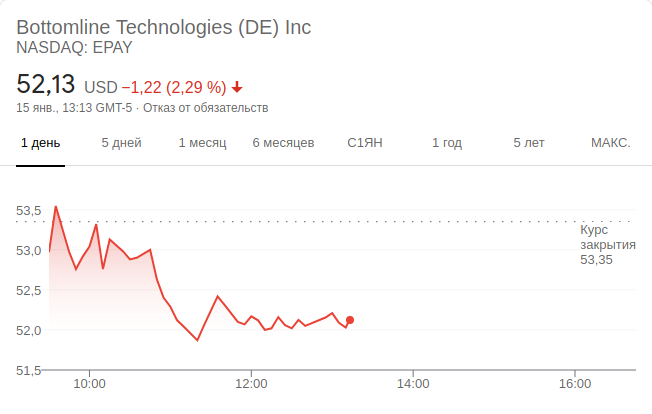 Bottomline Technologies (DE) Inc
NASDAQ: EPAY
52,13 USD −1,22 (2,29 %)
15 янв., 13:13 GMT-5 · Отказ от обязательств
1 день 5 дней 1 месяц 6 месяцев С1ЯН 1 год 5 лет МАКС.
53,5
Курс
закрытия
53,35
53,0
52,5
52,0
51,5
10:00 12:00 14:00 16:00